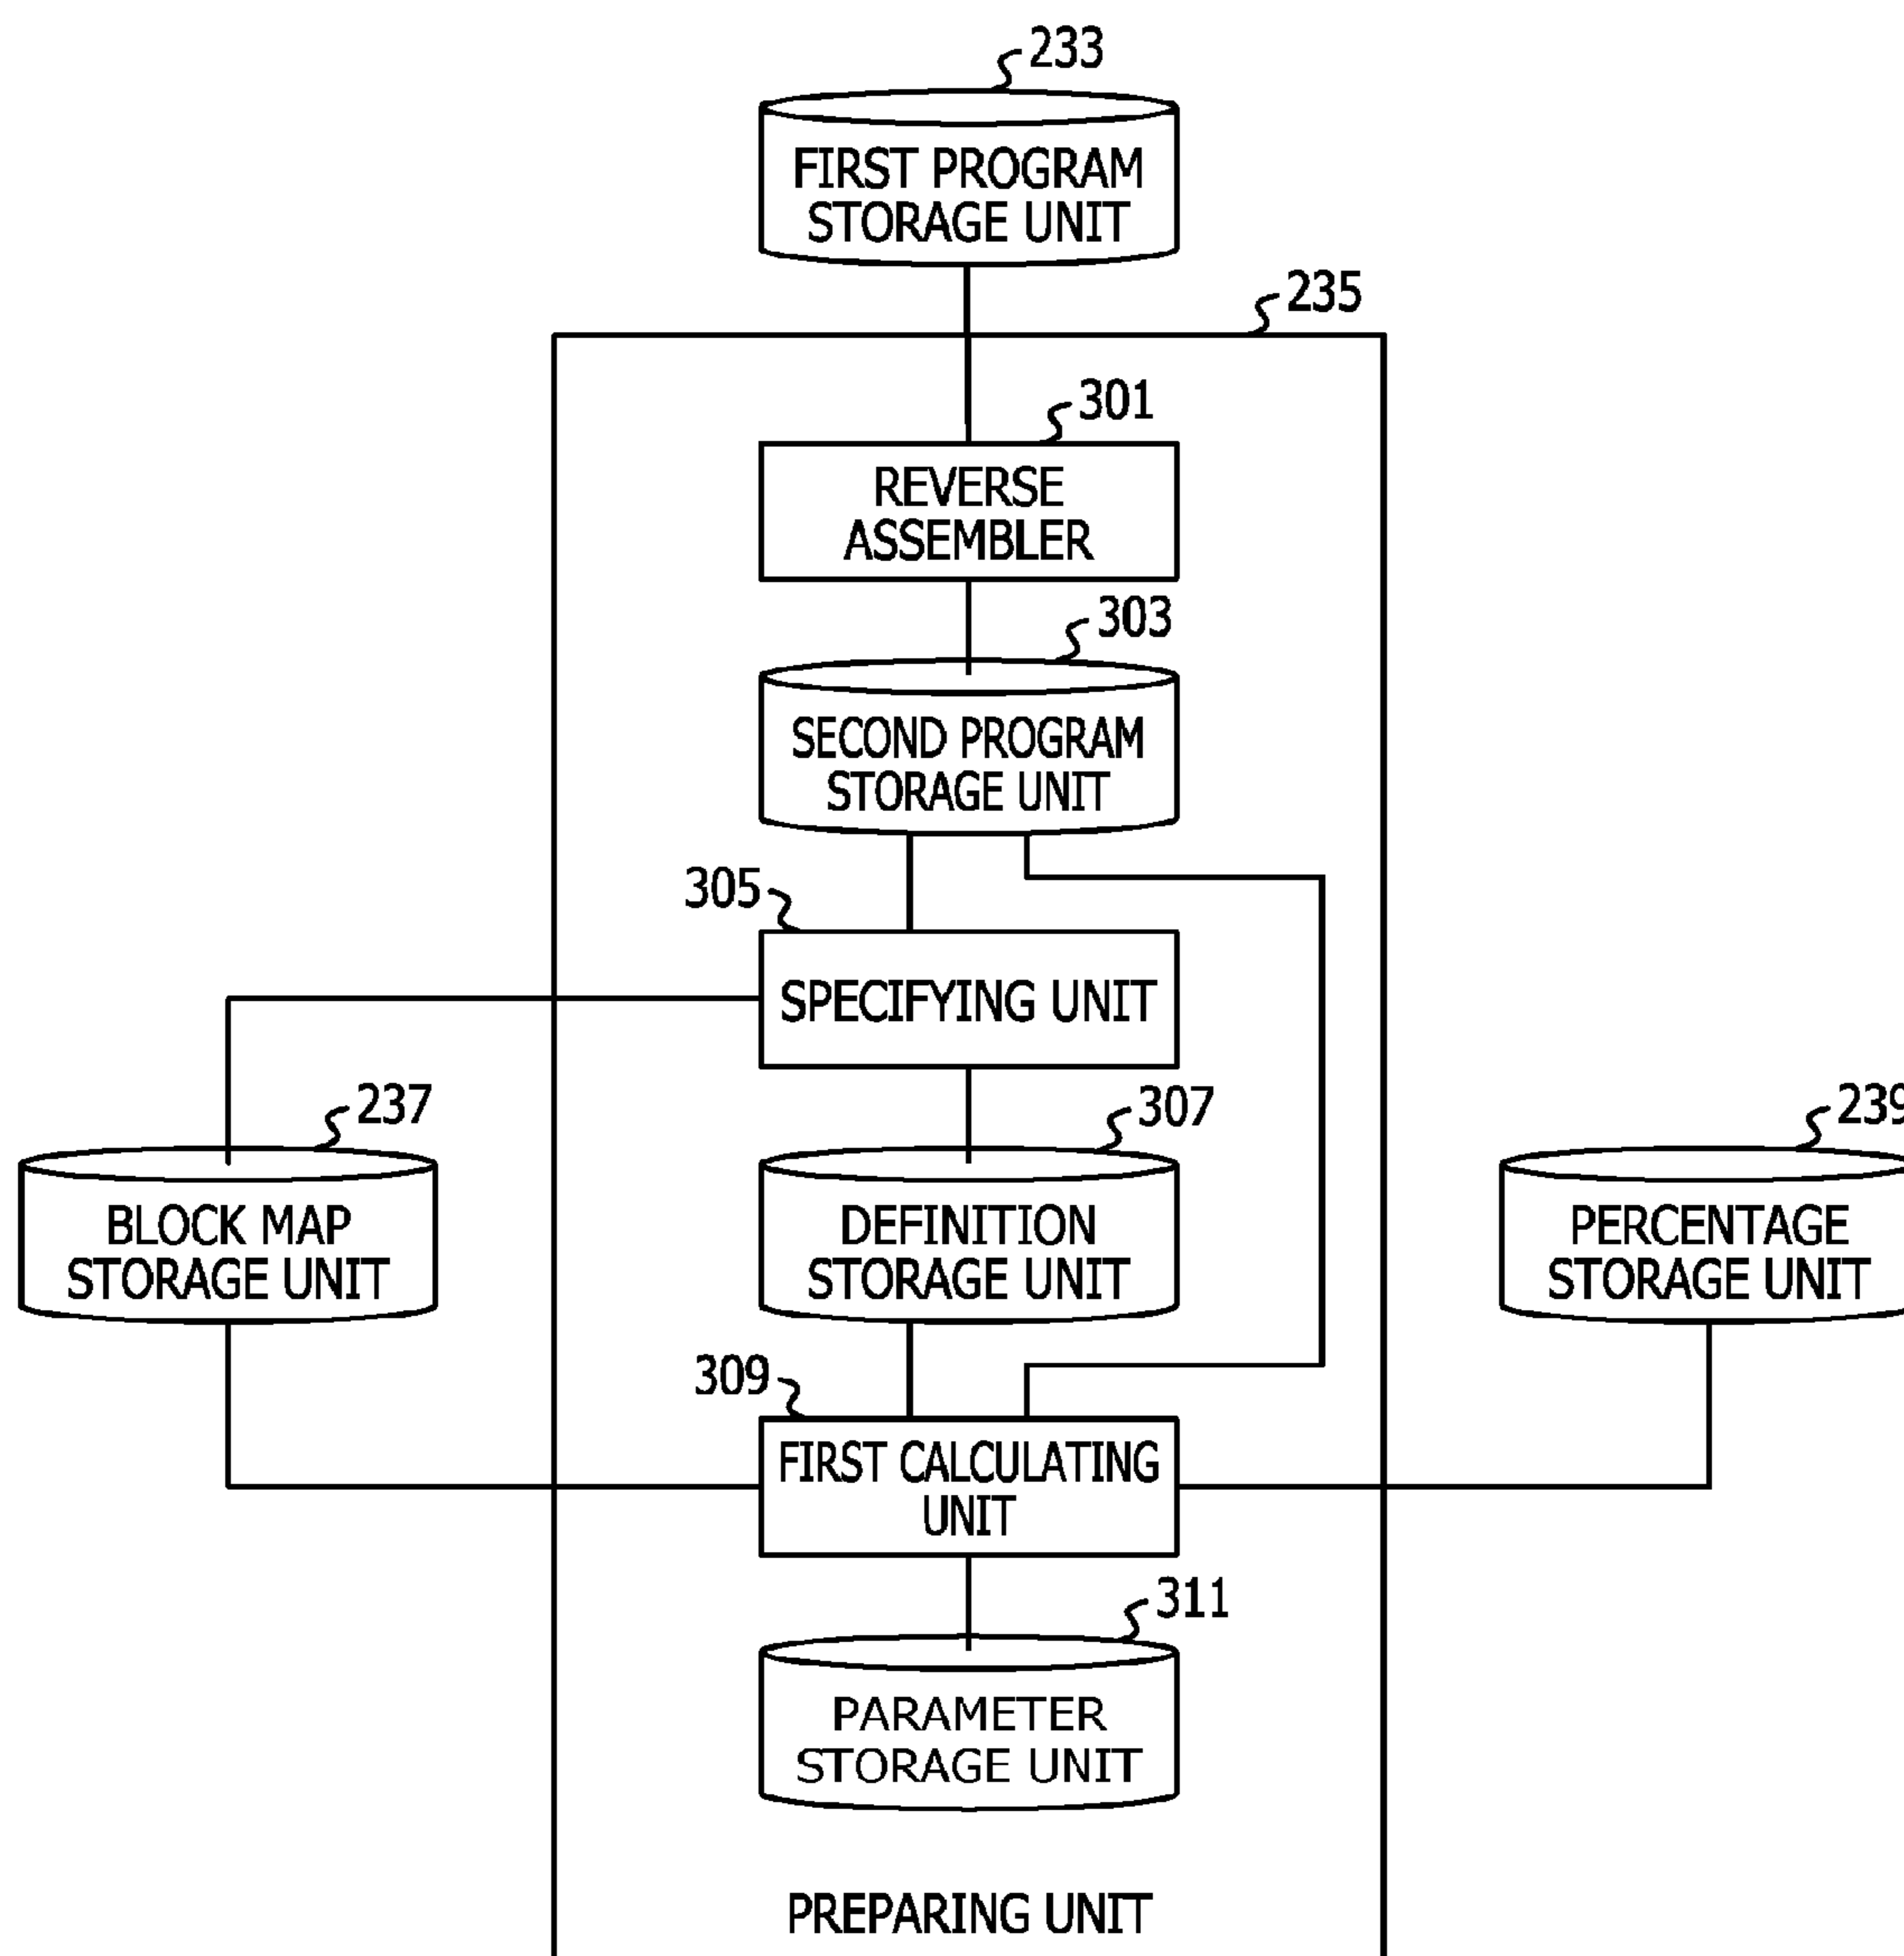 233
FIRST PROGRAM
STORAGE UNIT
235
301
REVERSE
ASSEMBLER
303
SECOND PROGRAM
STORAGE UNIT
305
SPECIFYING UNIT
237
307
239
BLOCK MAP
STORAGE UNIT
DEFINITION
STORAGE UNIT
PERCENTAGE
STORAGE UNIT
309
FIRST CALCULATING
UNIT
311
PARAMETER
STORAGE UNIT
PREPARING UNIT